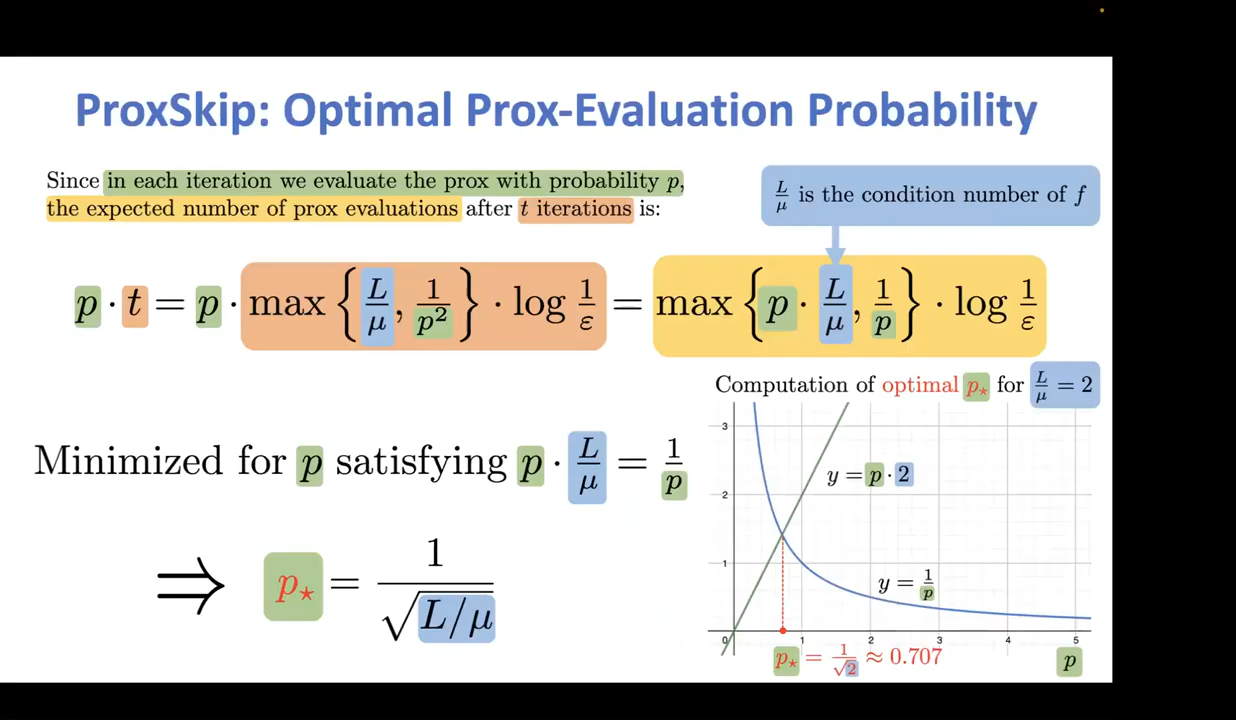 ProxSkip: Optimal Prox-Evaluation Probability
Since in each iteration we evaluate the prox with probability p,
the expected number of prox evaluations after t iterations is:
L/μ is the condition number of f
p · t = p · max { L/μ, 1/p² } · log 1/ε = max { p · L/μ, 1/p } · log 1/ε
Computation of optimal p⋆ for L/μ = 2
Minimized for p satisfying p · L/μ = 1/p
⇒ p⋆ = 1/√(L/μ)
3
2
1
y = p · 2
y = 1/p
0 1 2 3 4 5
p⋆ = 1/√2 ≈ 0.707
p